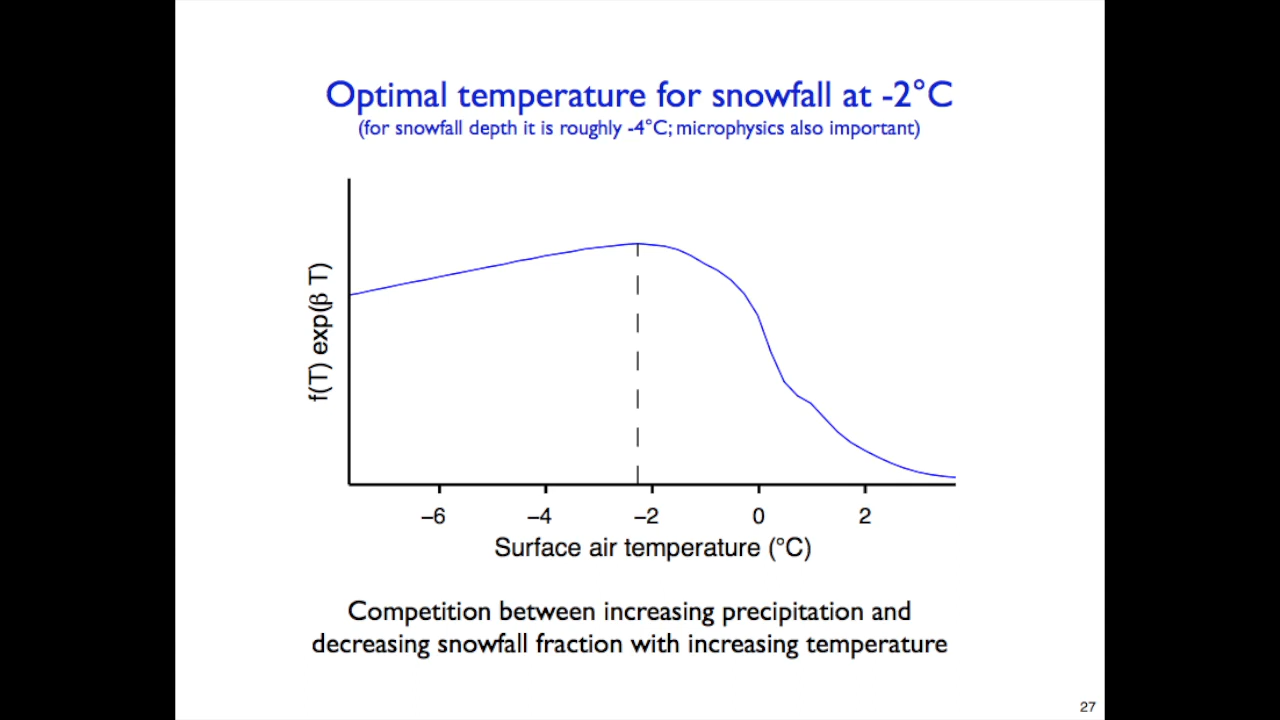 Optimal temperature for snowfall at -2°C
(for snowfall depth it is roughly -4°C; microphysics also important)
f(T) exp(β T)
−6 −4 −2 0 2
Surface air temperature (°C)
Competition between increasing precipitation and
decreasing snowfall fraction with increasing temperature
27